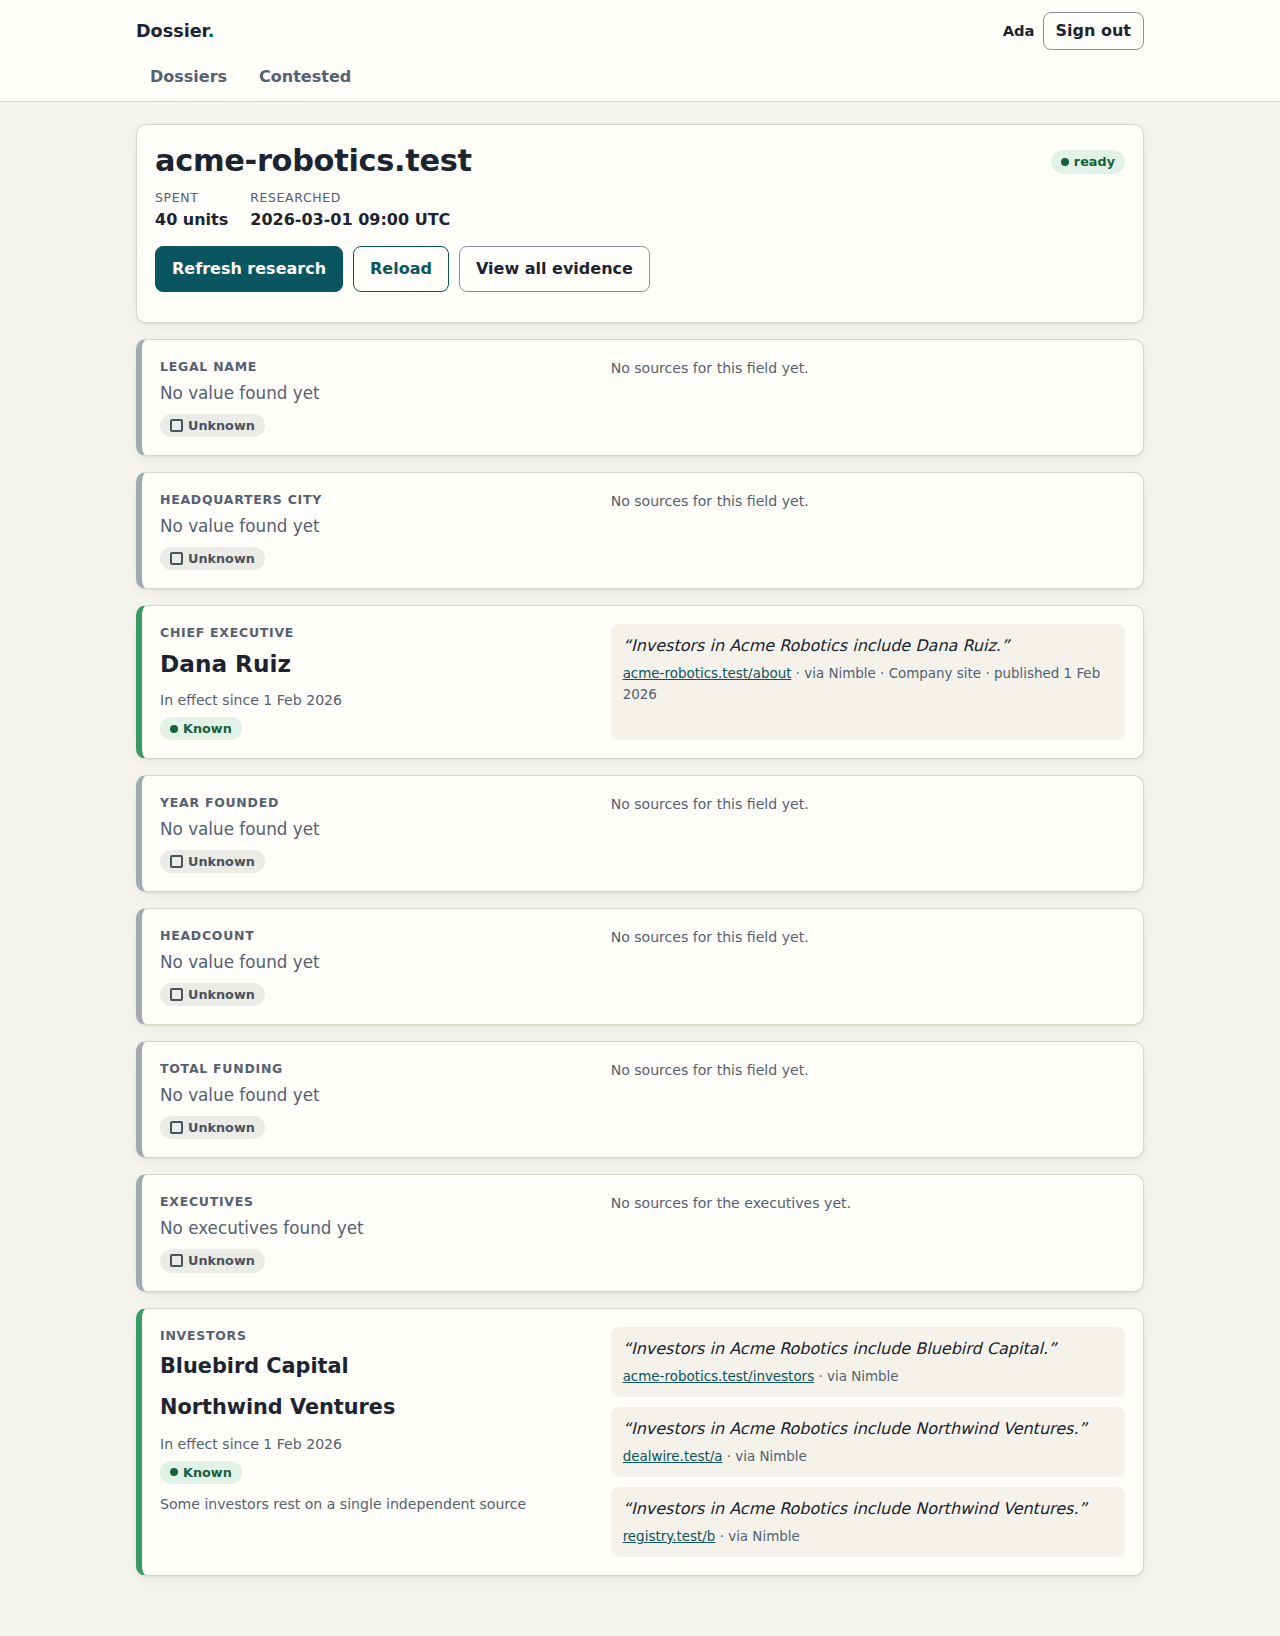 Dossier.
Ada
Sign out
Dossiers
Contested
acme-robotics.test
ready
SPENT
RESEARCHED
40 units
2026-03-01 09:00 UTC
Refresh research
Reload
View all evidence
LEGAL NAME
No value found yet
Unknown
No sources for this field yet.
HEADQUARTERS CITY
No value found yet
Unknown
No sources for this field yet.
CHIEF EXECUTIVE
Dana Ruiz
In effect since 1 Feb 2026
Known
“Investors in Acme Robotics include Dana Ruiz.”
acme-robotics.test/about · via Nimble · Company site · published 1 Feb
2026
YEAR FOUNDED
No value found yet
Unknown
No sources for this field yet.
HEADCOUNT
No value found yet
Unknown
No sources for this field yet.
TOTAL FUNDING
No value found yet
Unknown
No sources for this field yet.
EXECUTIVES
No executives found yet
Unknown
No sources for the executives yet.
INVESTORS
Bluebird Capital
Northwind Ventures
In effect since 1 Feb 2026
Known
Some investors rest on a single independent source
“Investors in Acme Robotics include Bluebird Capital.”
acme-robotics.test/investors · via Nimble
“Investors in Acme Robotics include Northwind Ventures.”
dealwire.test/a · via Nimble
“Investors in Acme Robotics include Northwind Ventures.”
registry.test/b · via Nimble